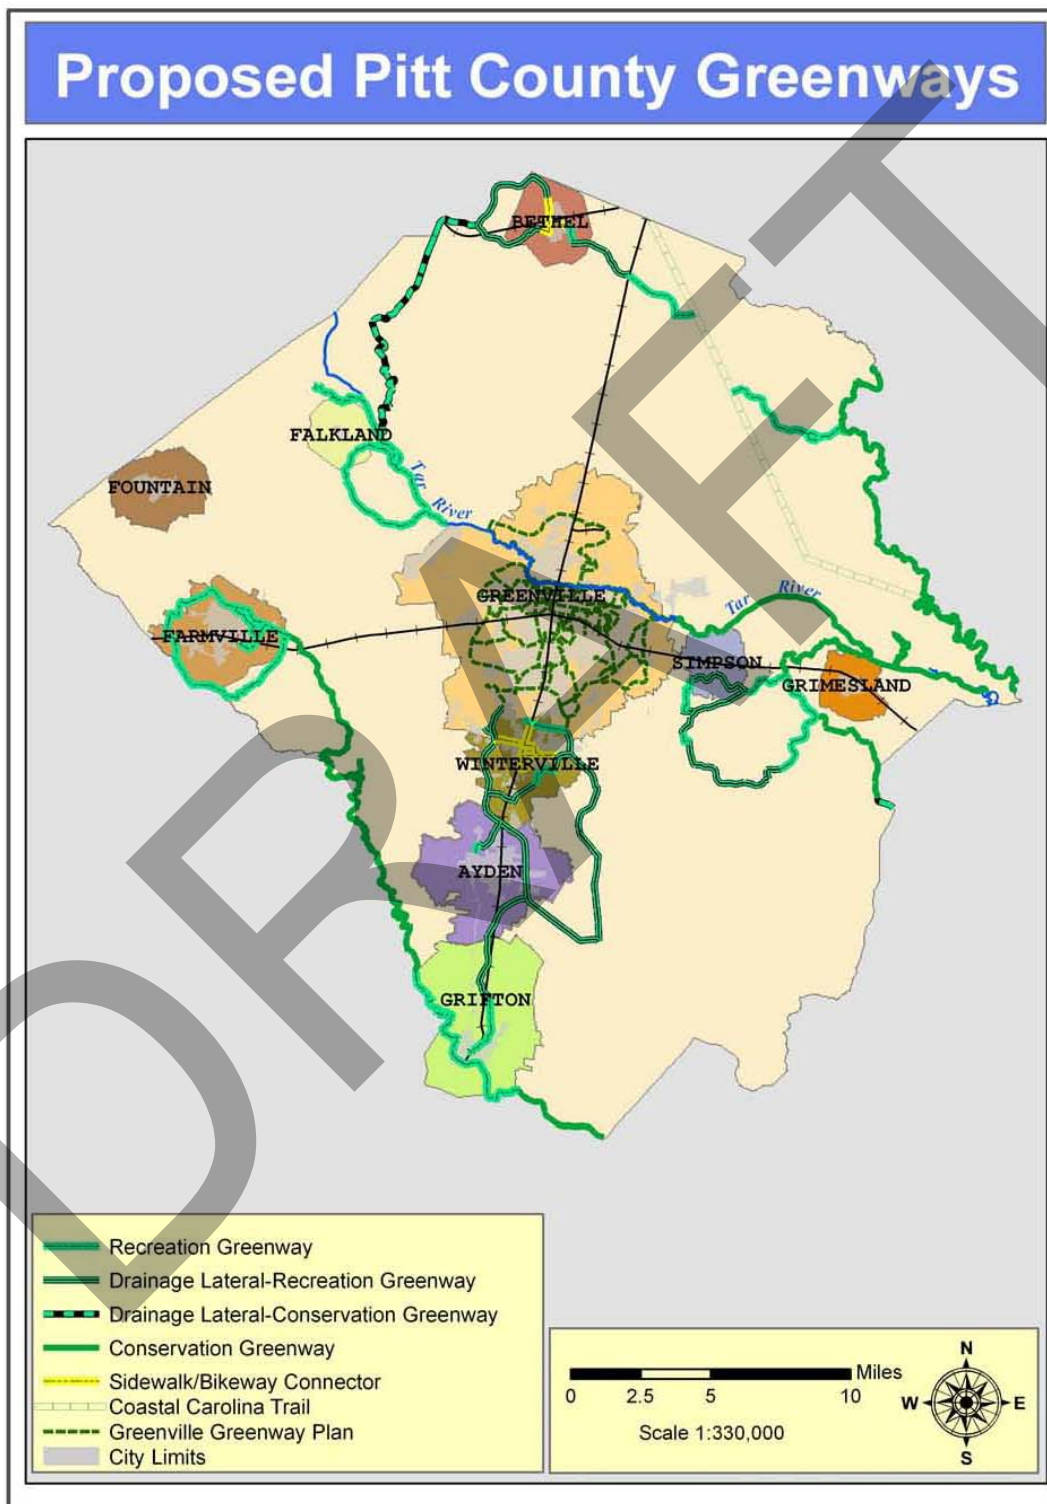 Proposed Pitt County Greenways
BETHEL
FALKLAND
FOUNTAIN
Tar River
GREENVILLE
Tar River
FARMVILLE
SIMPSON
GRIMESLAND
WINTERVILLE
AYDEN
GRIFTON
DRAFT
Recreation Greenway
Drainage Lateral-Recreation Greenway
Drainage Lateral-Conservation Greenway
Conservation Greenway
Sidewalk/Bikeway Connector
Coastal Carolina Trail
Greenville Greenway Plan
City Limits
Miles
0 2.5 5 10
Scale 1:330,000
N
W E
S